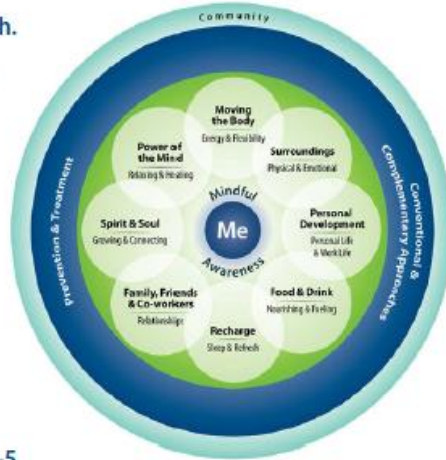 h.
Community
Prevention & Treatment
Conventional &
Complementary Approaches
Moving
the Body
Energy & Flexibility
Surroundings
Physical & Emotional
Personal
Development
Personal Life
& Work Life
Food & Drink
Nourishing & Fueling
Recharge
Sleep & Refresh
Family, Friends
& Co-workers
Relationships
Spirit & Soul
Growing & Connecting
Power of
the Mind
Relaxing & Healing
Mindful
Me
Awareness
-5